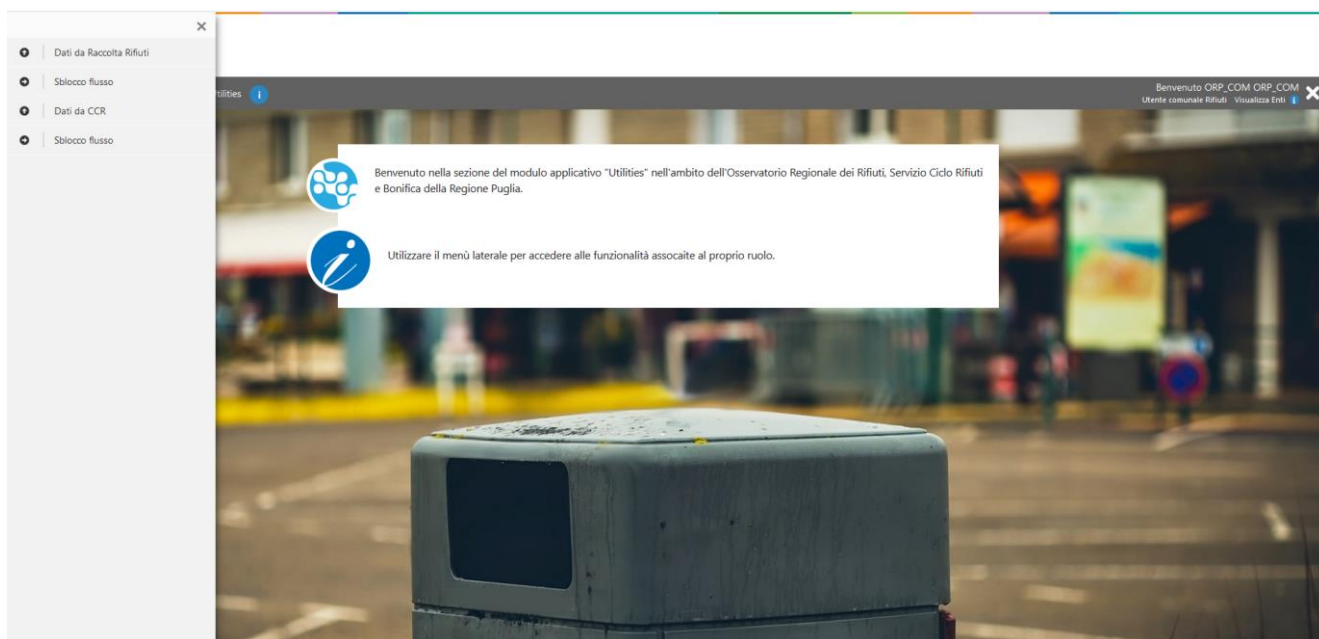 ×
Dati da Raccolta Rifiuti
Sblocco flusso
Dati da CCR
Sblocco flusso
tilities i
Benvenuto ORP_COM ORP_COM
Utente comunale Rifiuti Visualizza Enti i
Benvenuto nella sezione del modulo applicativo "Utilities" nell'ambito dell'Osservatorio Regionale dei Rifiuti, Servizio Ciclo Rifiuti
e Bonifica della Regione Puglia.
i
Utilizzare il menù laterale per accedere alle funzionalità assocaite al proprio ruolo.